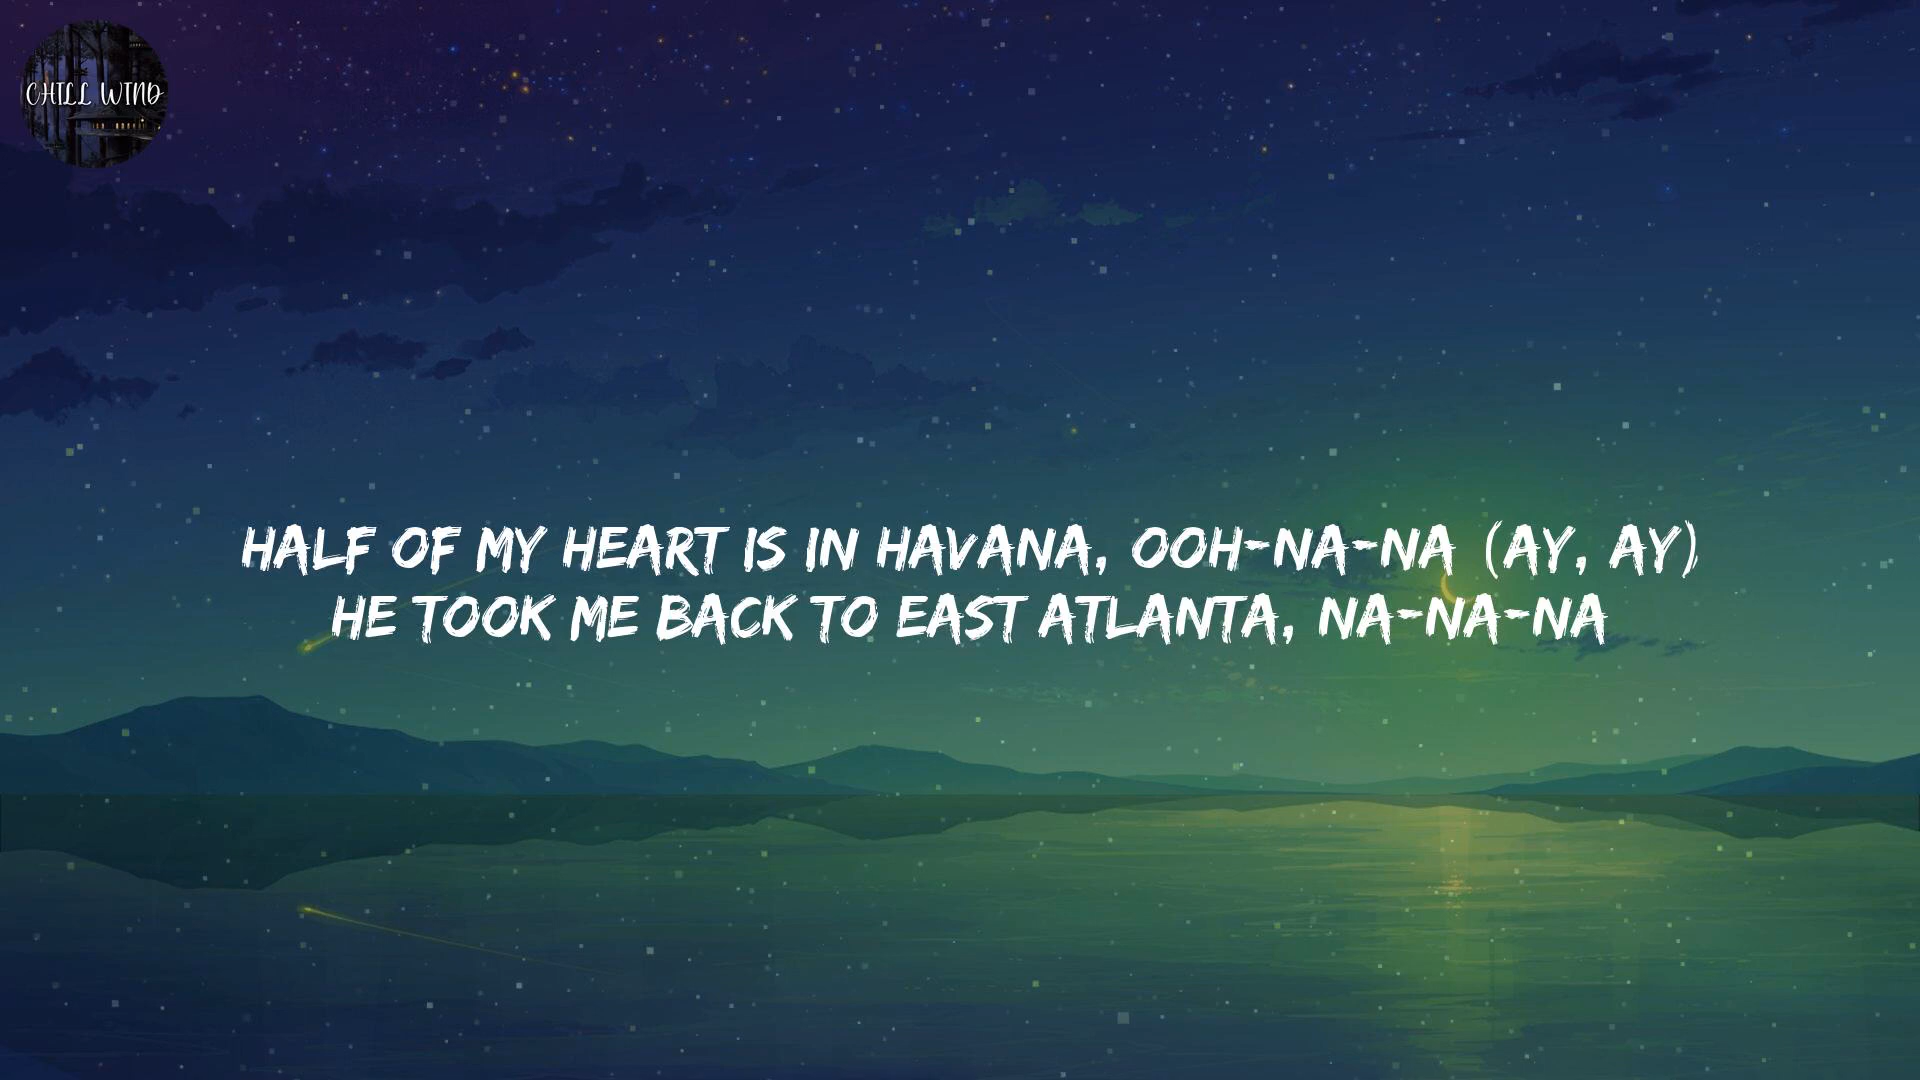 CHILL WIND
HALF OF MY HEART IS IN HAVANA, OOH-NA-NA (AY, AY)
HE TOOK ME BACK TO EAST ATLANTA, NA-NA-NA